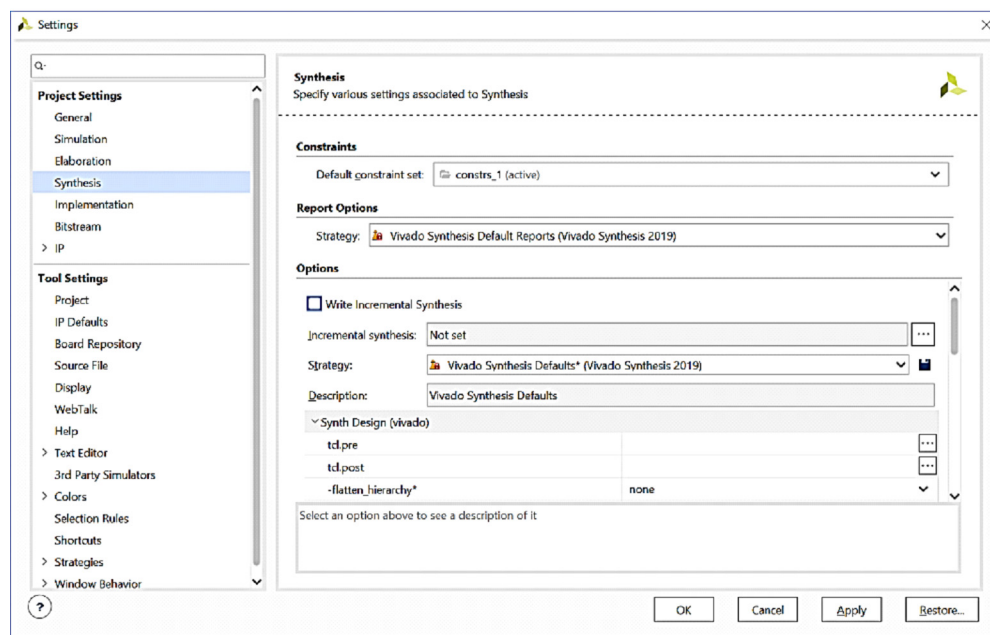 Settings
Project Settings
General
Simulation
Elaboration
Synthesis
Implementation
Bitstream
> IP
Tool Settings
Project
IP Defaults
Board Repository
Source File
Display
WebTalk
Help
> Text Editor
3rd Party Simulators
> Colors
Selection Rules
Shortcuts
> Strategies
> Window Behavior
Synthesis
Specify various settings associated to Synthesis
Constraints
Default constraint set: constrs_1 (active)
Report Options
Strategy: Vivado Synthesis Default Reports (Vivado Synthesis 2019)
Options
Write Incremental Synthesis
Incremental synthesis: Not set ...
Strategy: Vivado Synthesis Defaults* (Vivado Synthesis 2019)
Description: Vivado Synthesis Defaults
Synth Design (vivado)
tcl.pre ...
tcl.post ...
-flatten_hierarchy* none
Select an option above to see a description of it
? OK Cancel Apply Restore...